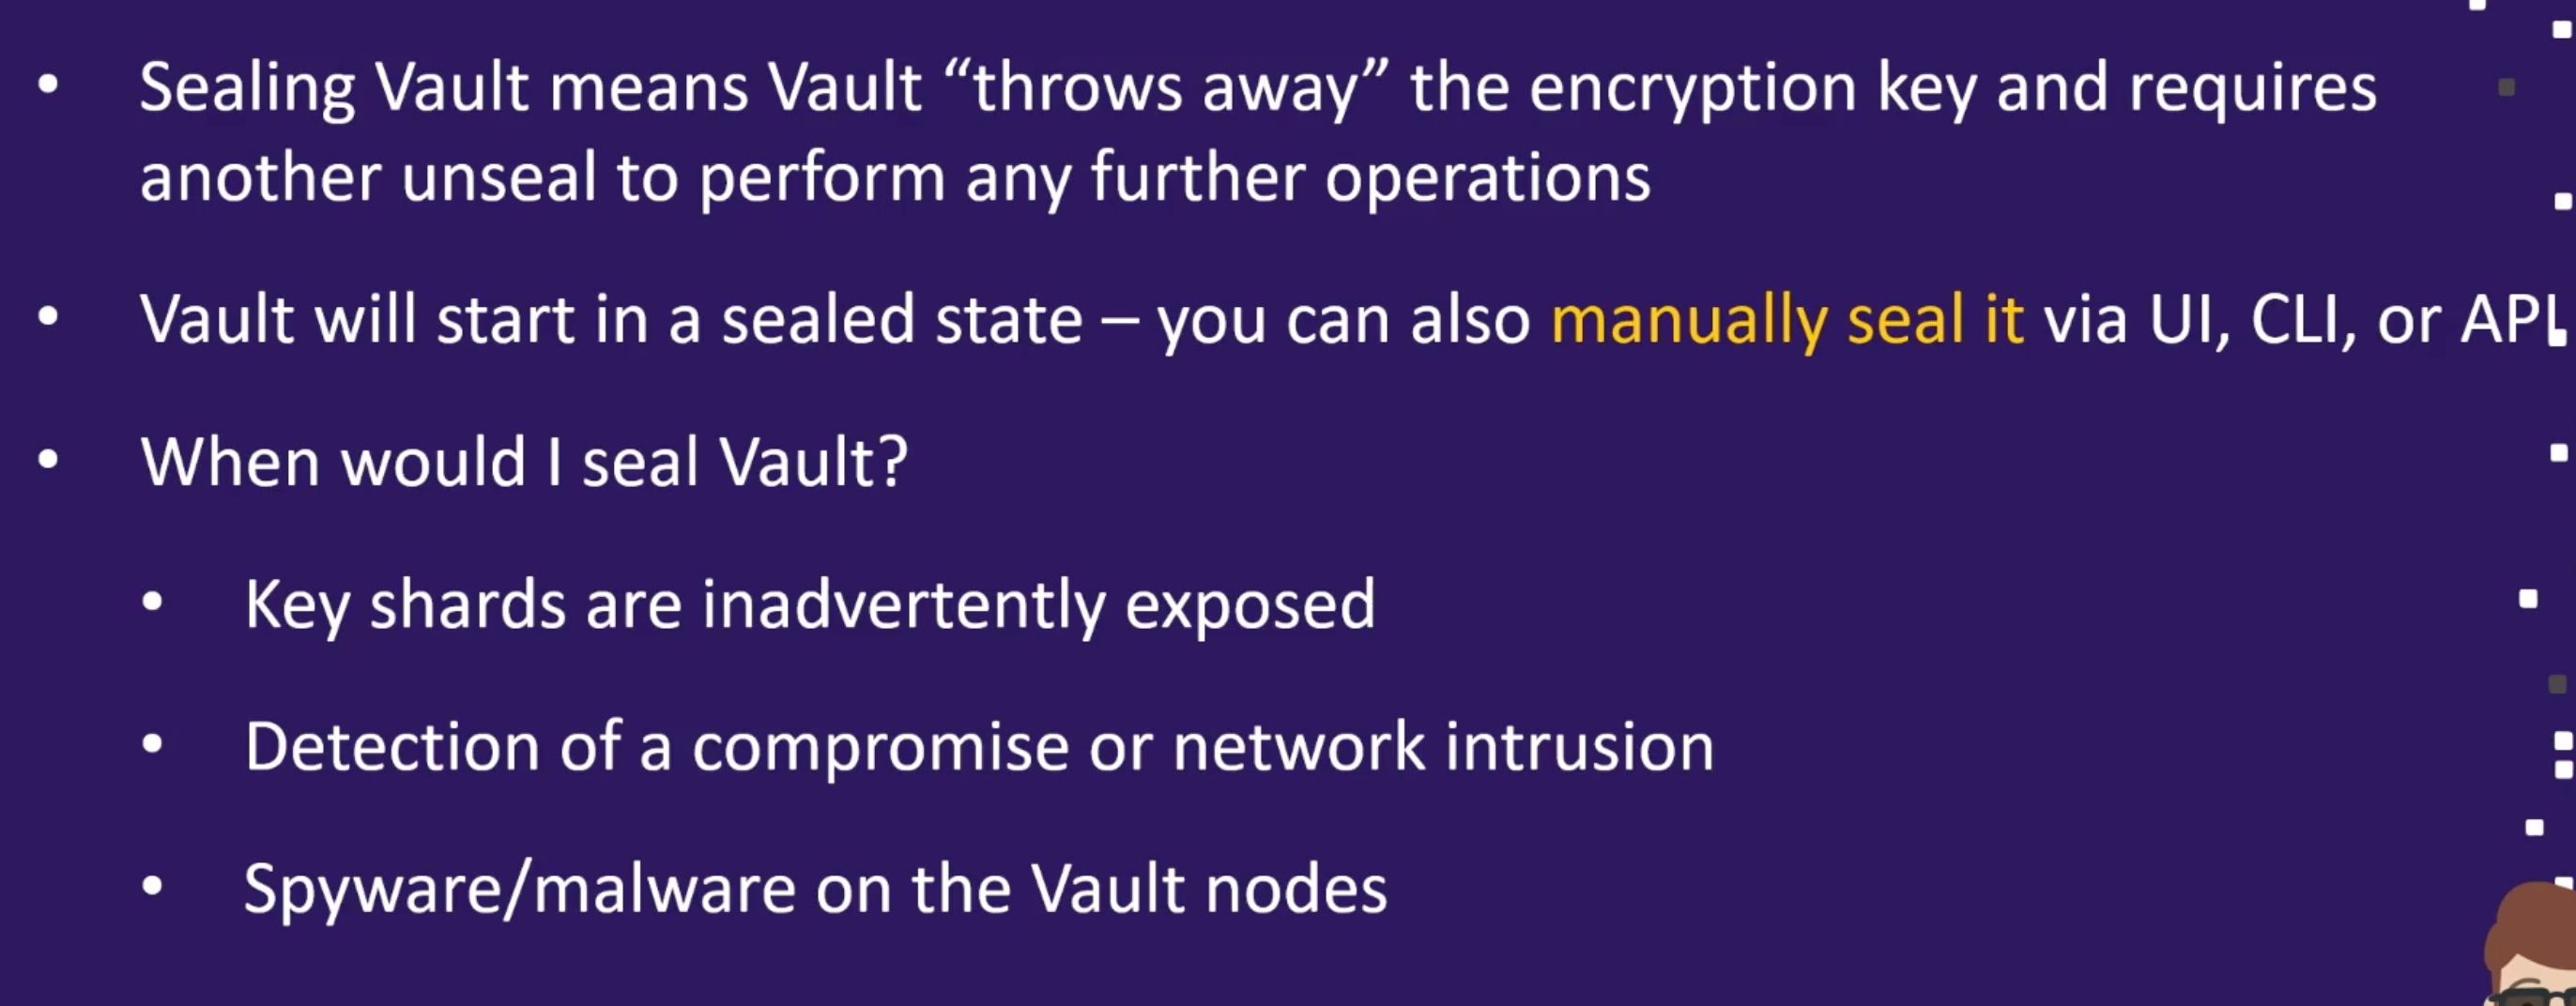 • Sealing Vault means Vault “throws away” the encryption key and requires
another unseal to perform any further operations
• Vault will start in a sealed state – you can also manually seal it via UI, CLI, or API
• When would I seal Vault?
• Key shards are inadvertently exposed
• Detection of a compromise or network intrusion
• Spyware/malware on the Vault nodes